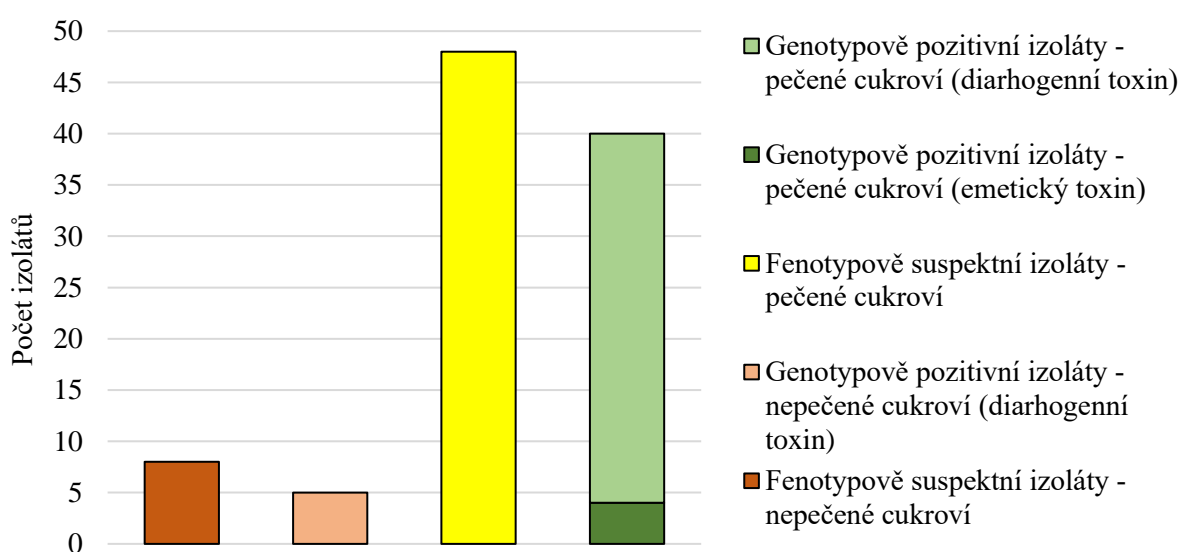 Počet izolátů
50
45
40
35
30
25
20
15
10
5
0
Genotypově pozitivní izoláty -
pečené cukroví (diarhogenní toxin)
Genotypově pozitivní izoláty -
pečené cukroví (emetický toxin)
Fenotypově suspektní izoláty -
pečené cukroví
Genotypově pozitivní izoláty -
nepečené cukroví (diarhogenní
toxin)
Fenotypově suspektní izoláty -
nepečené cukroví